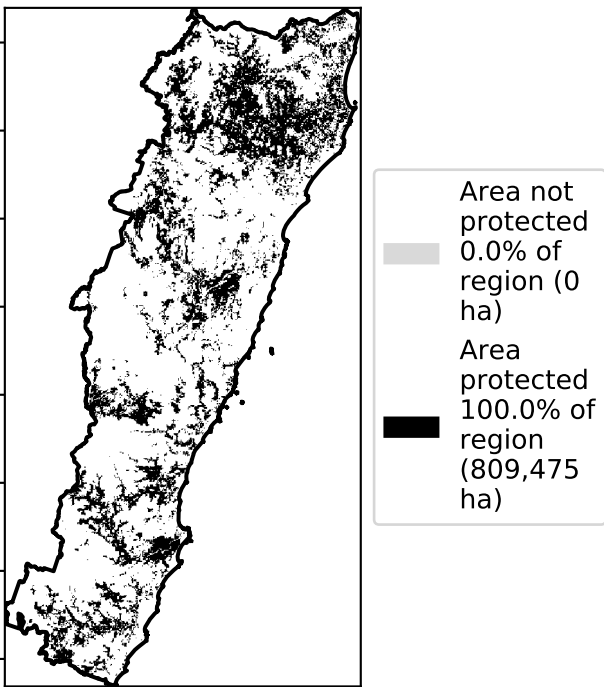 Area not
protected
0.0% of
region (0
ha)
Area
protected
100.0% of
region
(809,475
ha)